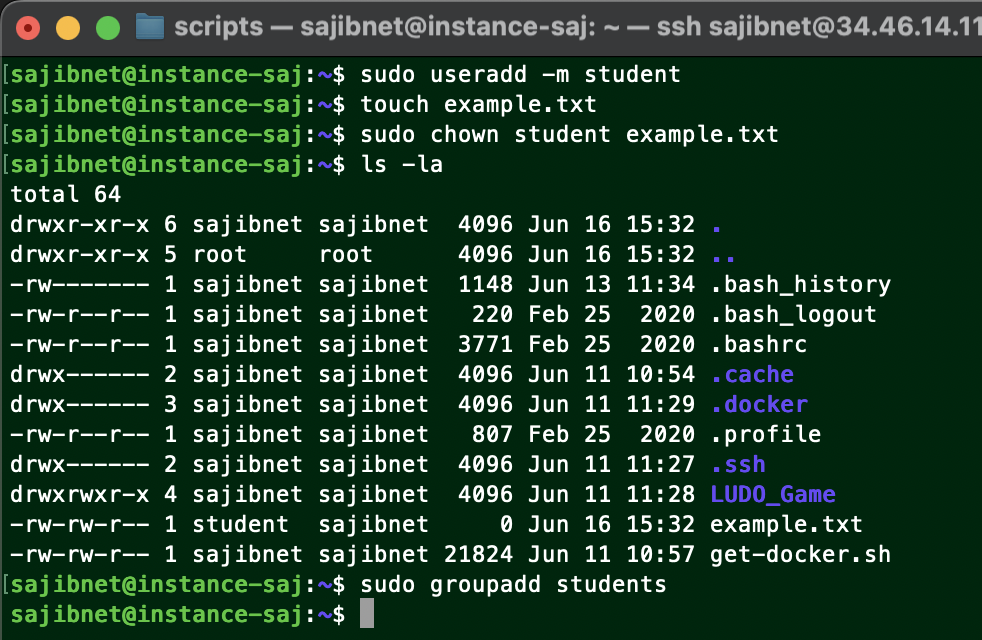 scripts — sajibnet@instance-saj: ~ — ssh sajibnet@34.46.14.11
[sajibnet@instance-saj:~$ sudo useradd -m student
[sajibnet@instance-saj:~$ touch example.txt
[sajibnet@instance-saj:~$ sudo chown student example.txt
[sajibnet@instance-saj:~$ ls -la
total 64
drwxr-xr-x 6 sajibnet sajibnet  4096 Jun 16 15:32 .
drwxr-xr-x 5 root     root      4096 Jun 16 15:32 ..
-rw------- 1 sajibnet sajibnet  1148 Jun 13 11:34 .bash_history
-rw-r--r-- 1 sajibnet sajibnet   220 Feb 25  2020 .bash_logout
-rw-r--r-- 1 sajibnet sajibnet  3771 Feb 25  2020 .bashrc
drwx------ 2 sajibnet sajibnet  4096 Jun 11 10:54 .cache
drwx------ 3 sajibnet sajibnet  4096 Jun 11 11:29 .docker
-rw-r--r-- 1 sajibnet sajibnet   807 Feb 25  2020 .profile
drwx------ 2 sajibnet sajibnet  4096 Jun 11 11:27 .ssh
drwxrwxr-x 4 sajibnet sajibnet  4096 Jun 11 11:28 LUDO_Game
-rw-rw-r-- 1 student  sajibnet     0 Jun 16 15:32 example.txt
-rw-rw-r-- 1 sajibnet sajibnet 21824 Jun 11 10:57 get-docker.sh
[sajibnet@instance-saj:~$ sudo groupadd students
sajibnet@instance-saj:~$